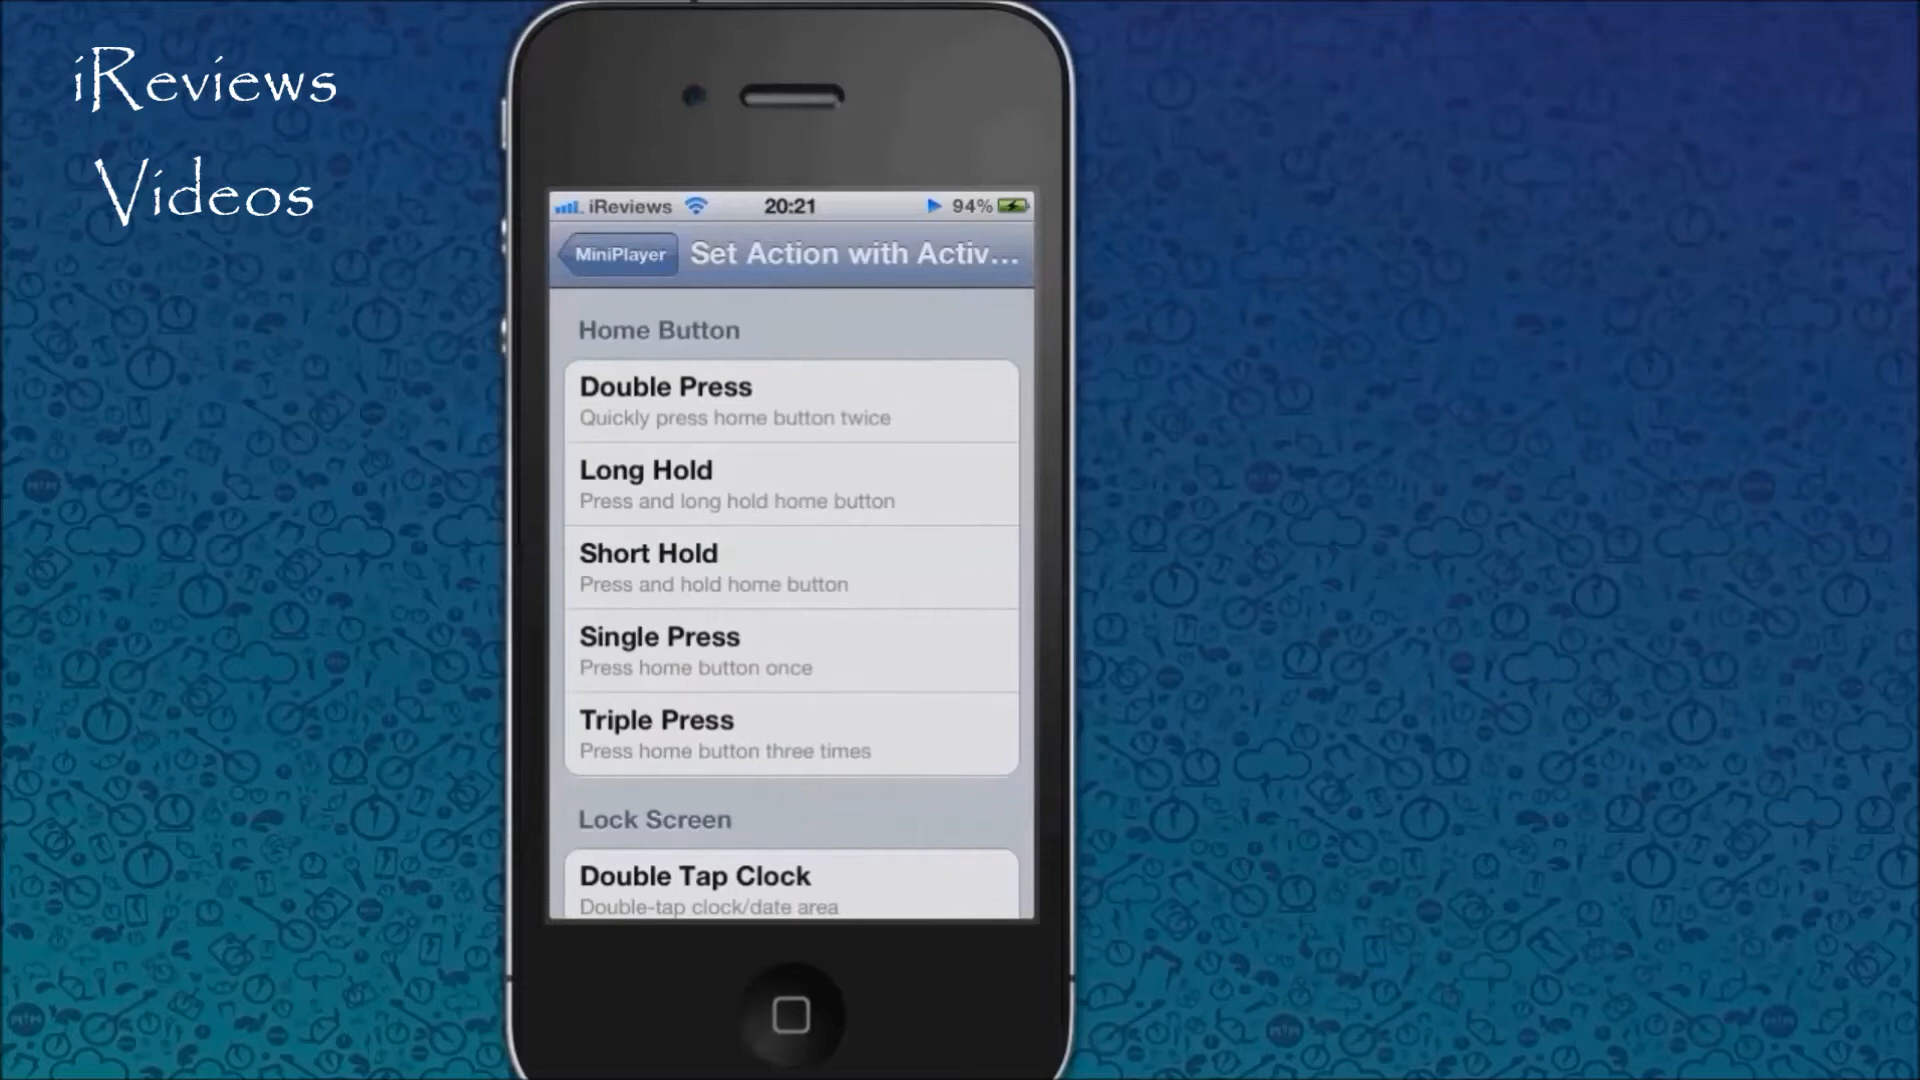 iReviews
Videos
iReviews 20:21 94%
MiniPlayer Set Action with Activ...
Home Button
Double Press
Quickly press home button twice
Long Hold
Press and long hold home button
Short Hold
Press and hold home button
Single Press
Press home button once
Triple Press
Press home button three times
Lock Screen
Double Tap Clock
Double-tap clock/date area